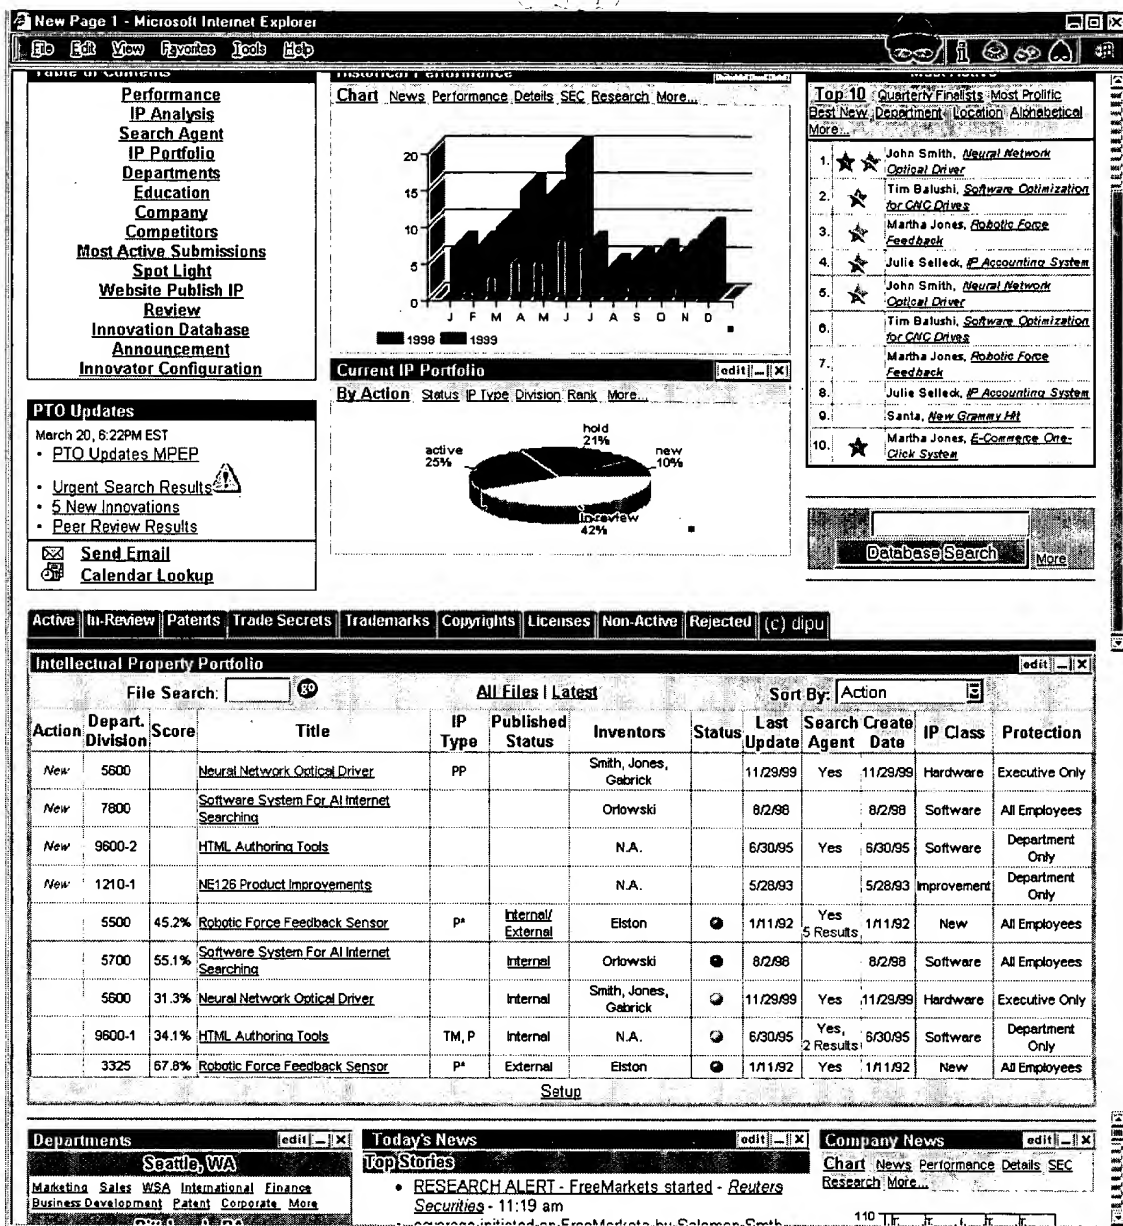 New Page 1 - Microsoft Internet Explorer
File Edit View Favorites Tools Help
Table of Contents
Performance
IP Analysis
Search Agent
IP Portfolio
Departments
Education
Company
Competitors
Most Active Submissions
Spot Light
Website Publish IP
Review
Innovation Database
Announcement
Innovator Configuration
PTO Updates
March 20, 6:22PM EST
• PTO Updates MPEP
• Urgent Search Results
• 5 New Innovations
• Peer Review Results
Send Email
Calendar Lookup
Historical Performance
Chart News Performance Details SEC Research More...
20
15
10
5
0
J F M A M J J A S O N D
1998 1999
Current IP Portfolio edit
By Action Status IP Type Division Rank More...
hold
21%
active
25%
new
10%
In-review
42%
Most Active
Top 10 Quarterly Finalists Most Prolific
Best New Department Location Alphabetical
More...
1. John Smith, Neural Network
Optical Driver
2. Tim Balushi, Software Optimization
for CNC Drives
3. Martha Jones, Robotic Force
Feedback
4. Julie Selleck, IP Accounting System
5. John Smith, Neural Network
Optical Driver
6. Tim Balushi, Software Optimization
for CNC Drives
7. Martha Jones, Robotic Force
Feedback
8. Julie Selleck, IP Accounting System
9. Santa, New Grammy Hit
10. Martha Jones, E-Commerce One-
Click System
Database Search More
Active In-Review Patents Trade Secrets Trademarks Copyrights Licenses Non-Active Rejected (c) dipu
Intellectual Property Portfolio edit
File Search: go All Files | Latest Sort By: Action
Action Depart. Division Score Title IP Type Published Status Inventors Status Last Update Search Agent Create Date IP Class Protection
New 5600 Neural Network Optical Driver PP Smith, Jones, Gabrick 11/29/99 Yes 11/29/99 Hardware Executive Only
New 7800 Software System For AI Internet Searching Orlowski 8/2/98 8/2/98 Software All Employees
New 9600-2 HTML Authoring Tools N.A. 6/30/95 Yes 6/30/95 Software Department Only
New 1210-1 NE126 Product Improvements N.A. 5/28/93 5/28/93 Improvement Department Only
5500 45.2% Robotic Force Feedback Sensor P* Internal/ External Elston 1/11/92 Yes 5 Results 1/11/92 New All Employees
5700 55.1% Software System For AI Internet Searching Internal Orlowski 8/2/98 8/2/98 Software All Employees
5600 31.3% Neural Network Optical Driver Internal Smith, Jones, Gabrick 11/29/99 Yes 11/29/99 Hardware Executive Only
9600-1 34.1% HTML Authoring Tools TM, P Internal N.A. 6/30/95 Yes, 2 Results 6/30/95 Software Department Only
3325 67.8% Robotic Force Feedback Sensor P* External Elston 1/11/92 Yes 1/11/92 New All Employees
Setup
Departments edit
Seattle, WA
Marketing Sales WSA International Finance
Business Development Patent Corporate More
Today's News edit
Top Stories
• RESEARCH ALERT - FreeMarkets started - Reuters
Securities - 11:19 am
Company News edit
Chart News Performance Details SEC
Research More...
110